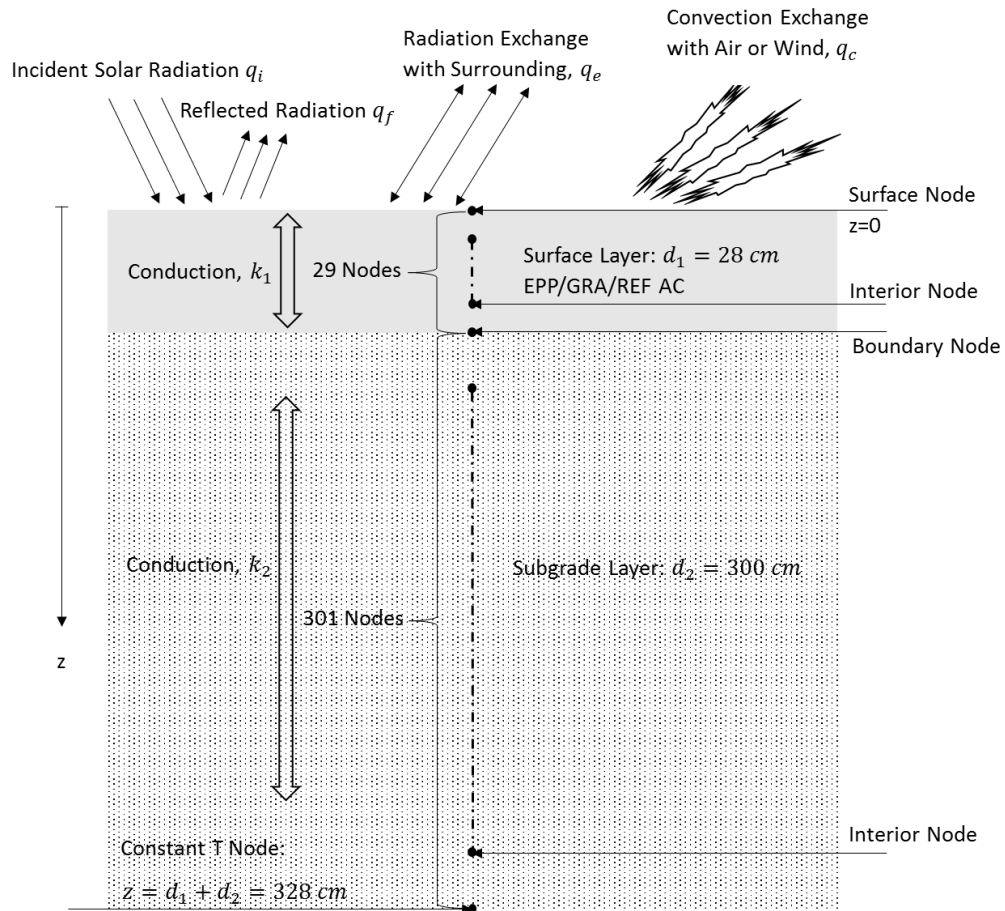 Convection Exchange
with Air or Wind, q_c
Radiation Exchange
with Surrounding, q_e
Incident Solar Radiation q_i
Reflected Radiation q_f
Surface Node
z=0
Conduction, k_1
29 Nodes
Surface Layer: d_1 = 28 cm
EPP/GRA/REF AC
Interior Node
Boundary Node
Conduction, k_2
Subgrade Layer: d_2 = 300 cm
301 Nodes
z
Interior Node
Constant T Node:
z = d_1 + d_2 = 328 cm